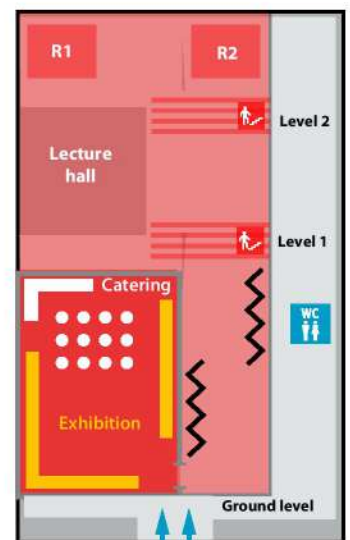 R1
R2
Level 2
Lecture
hall
Level 1
Catering
WC
Exhibition
Ground level